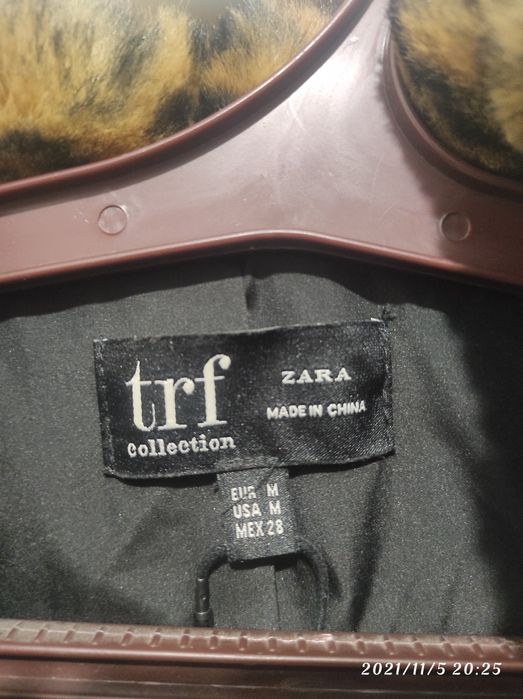 trf
collection
ZARA
MADE IN CHINA
EUR M
USA M
MEX 28
2021/11/5 20:25